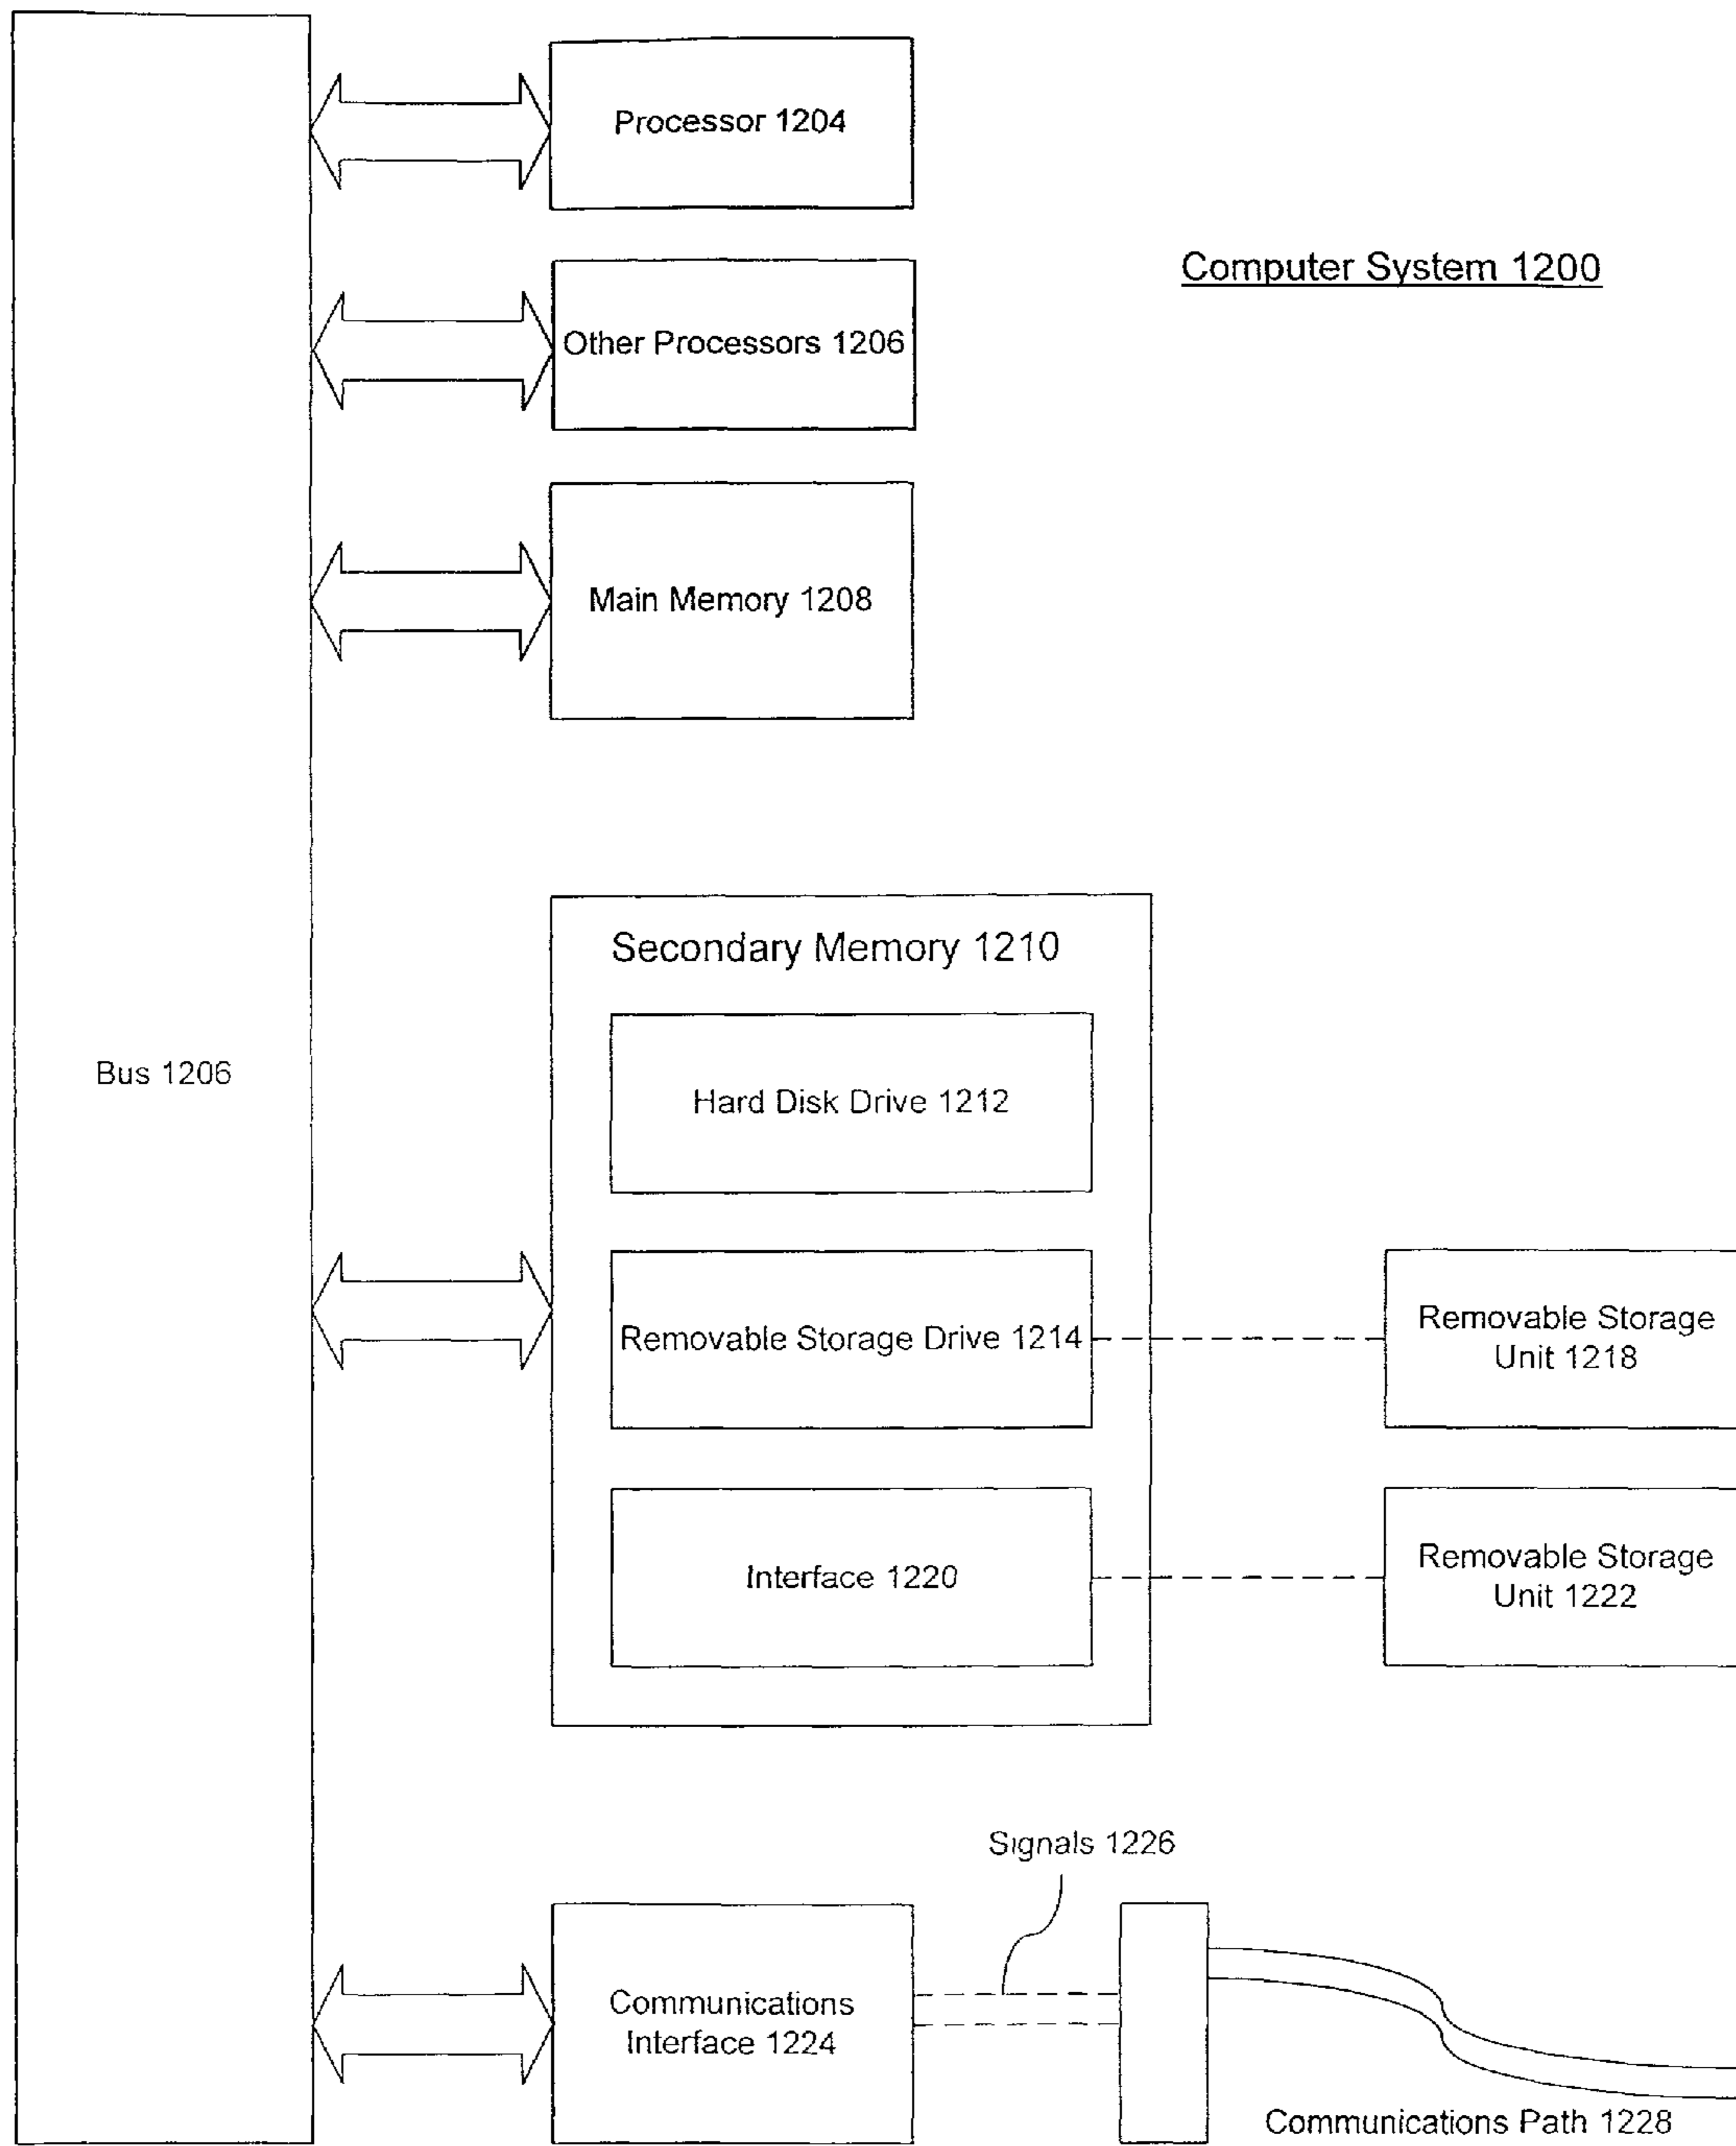 Processor 1204
Computer System 1200
Other Processors 1206
Main Memory 1208
Secondary Memory 1210
Bus 1206
Hard Disk Drive 1212
Removable Storage Drive 1214
Removable Storage
Unit 1218
Interface 1220
Removable Storage
Unit 1222
Signals 1226
Communications
Interface 1224
Communications Path 1228